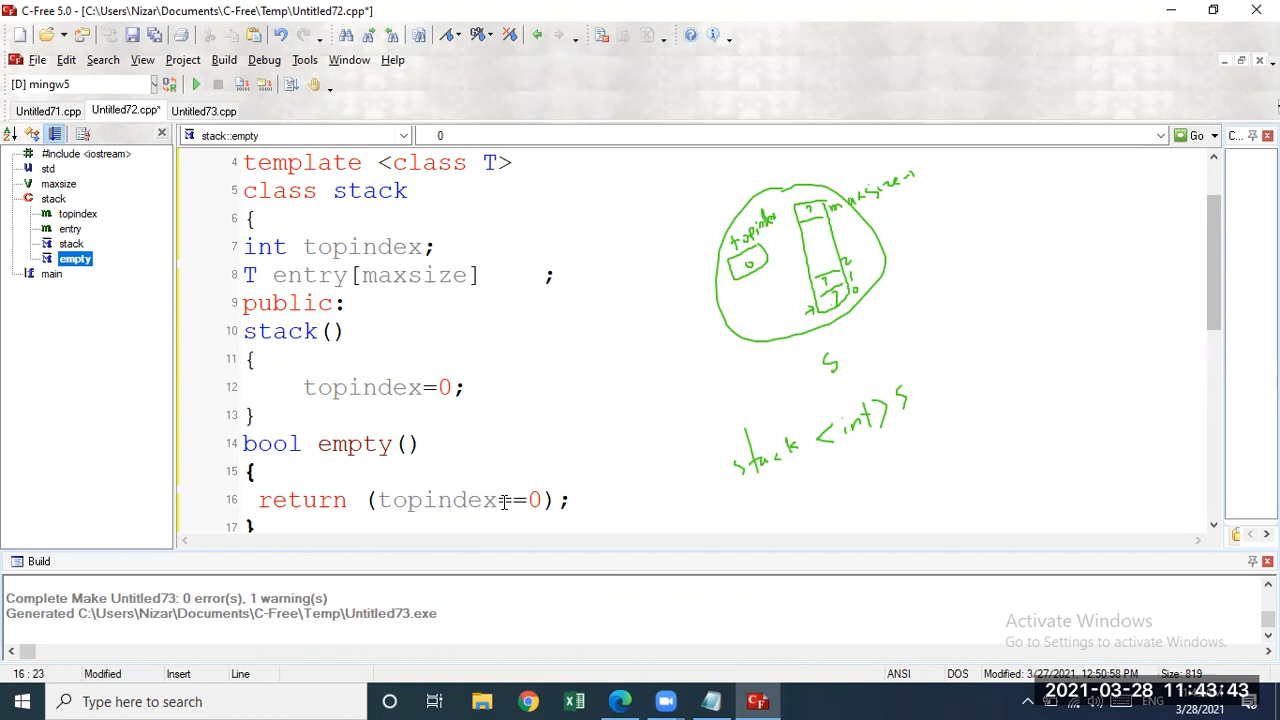 C-Free 5.0 - [C:\Users\Nizar\Documents\C-Free\Temp\Untitled72.cpp*]
File Edit Search View Project Build Debug Tools Window Help
[D] mingw5
Untitled71.cpp Untitled72.cpp* Untitled73.cpp
stack::empty 0 Go C...
#include <iostream>
std
maxsize
stack
topindex
entry
stack
empty
main
4 template <class T>
5 class stack
6 {
7 int topindex;
8 T entry[maxsize] ;
9 public:
10 stack()
11 {
12 topindex=0;
13 }
14 bool empty()
15 {
16 return (topindex==0);
17 }
topindex
0
maxsize-1
?
2
? 1
? 0
S
stack <int> S
Build
Complete Make Untitled73: 0 error(s), 1 warning(s)
Generated C:\Users\Nizar\Documents\C-Free\Temp\Untitled73.exe
Activate Windows
Go to Settings to activate Windows.
16 : 23 Modified Insert Line ANSI DOS Modified: 3/27/2021, 12:50:58 PM Size: 819
Type here to search
ENG
2021-03-28 11:43:43
3/28/2021